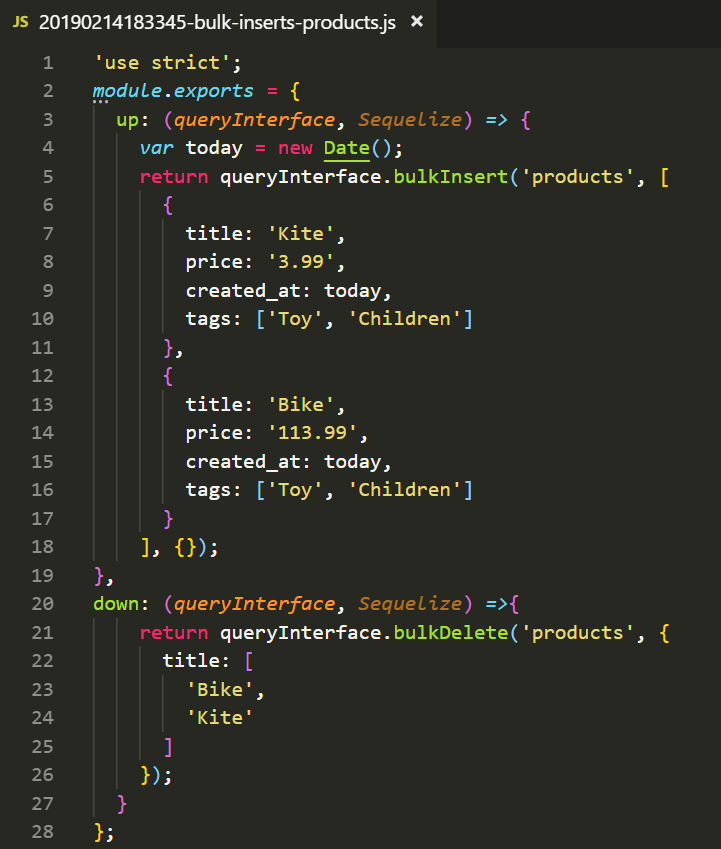 JS 20190214183345-bulk-inserts-products.js ×
1 'use strict';
2 module.exports = {
3   up: (queryInterface, Sequelize) => {
4     var today = new Date();
5     return queryInterface.bulkInsert('products', [
6       {
7         title: 'Kite',
8         price: '3.99',
9         created_at: today,
10         tags: ['Toy', 'Children']
11       },
12       {
13         title: 'Bike',
14         price: '113.99',
15         created_at: today,
16         tags: ['Toy', 'Children']
17       }
18     ], {});
19 },
20 down: (queryInterface, Sequelize) =>{
21     return queryInterface.bulkDelete('products', {
22       title: [
23         'Bike',
24         'Kite'
25       ]
26     });
27   }
28 };